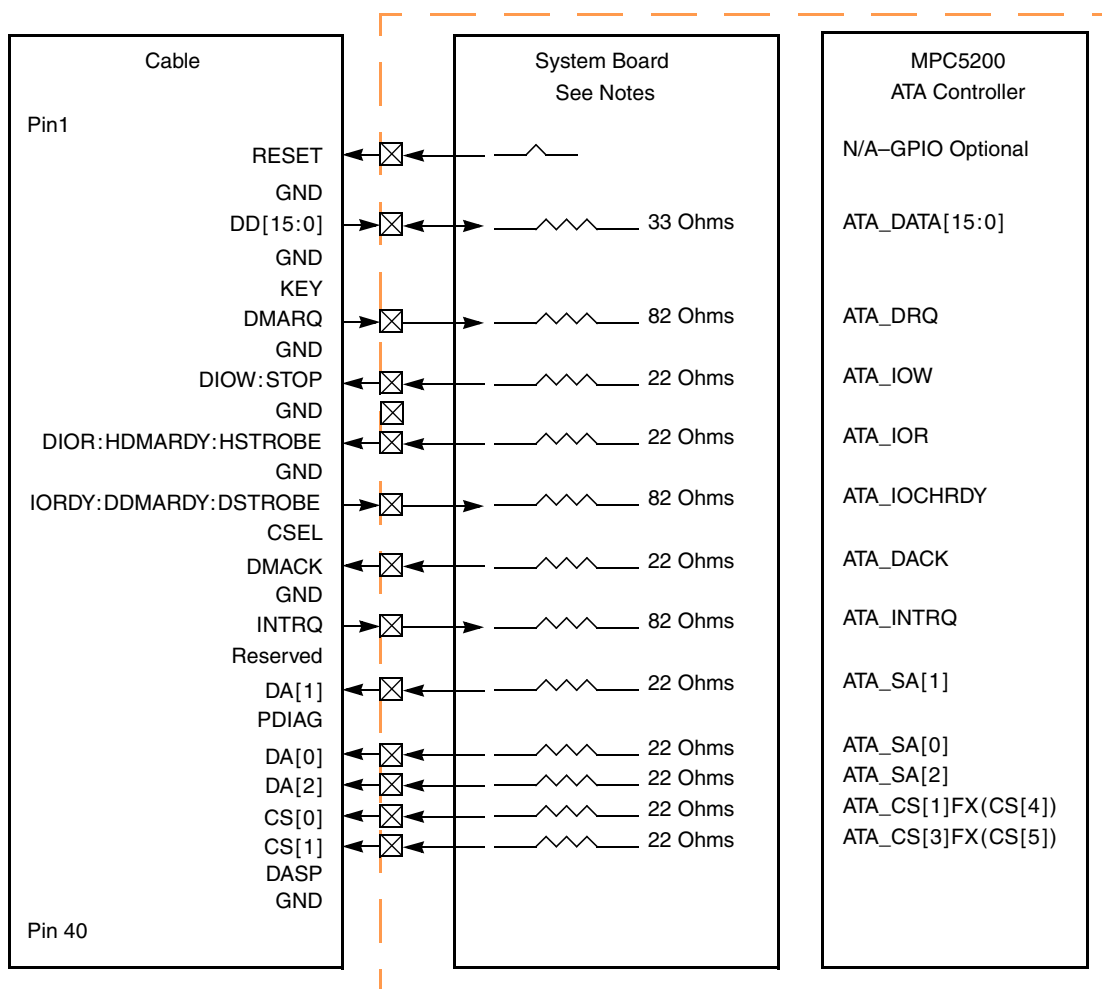 Cable
System Board
See Notes
MPC5200
ATA Controller
Pin1
RESET
N/A–GPIO Optional
GND
DD[15:0]
33 Ohms
ATA_DATA[15:0]
GND
KEY
DMARQ
82 Ohms
ATA_DRQ
GND
DIOW:STOP
22 Ohms
ATA_IOW
GND
DIOR:HDMARDY:HSTROBE
22 Ohms
ATA_IOR
GND
IORDY:DDMARDY:DSTROBE
82 Ohms
ATA_IOCHRDY
CSEL
DMACK
22 Ohms
ATA_DACK
GND
INTRQ
82 Ohms
ATA_INTRQ
Reserved
DA[1]
22 Ohms
ATA_SA[1]
PDIAG
DA[0]
22 Ohms
ATA_SA[0]
DA[2]
22 Ohms
ATA_SA[2]
CS[0]
22 Ohms
ATA_CS[1]FX(CS[4])
CS[1]
22 Ohms
ATA_CS[3]FX(CS[5])
DASP
GND
Pin 40